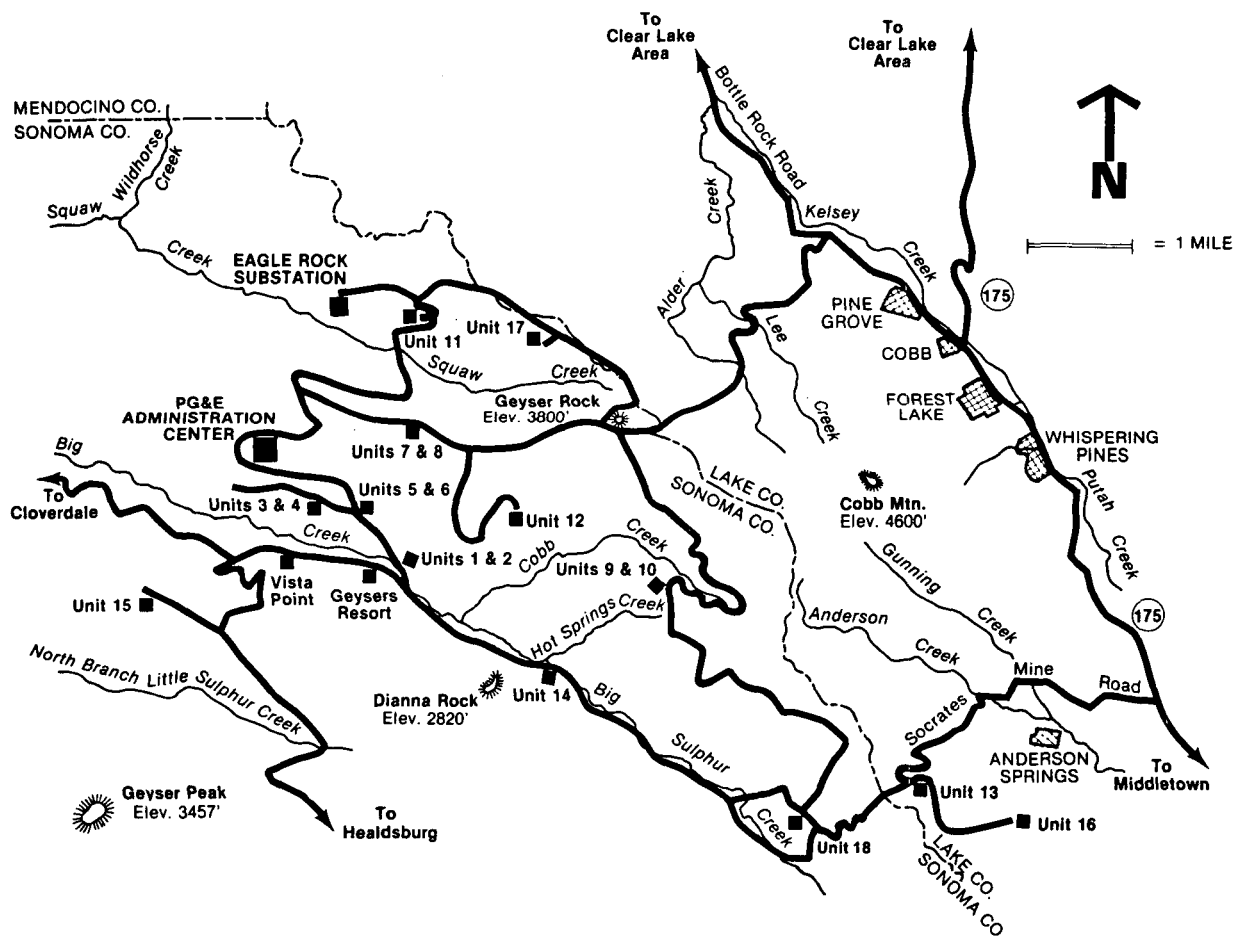 To
Clear Lake
Area
To
Clear Lake
Area
MENDOCINO CO.
SONOMA CO.
Wildhorse
Creek
Squaw
Creek
Bottle Rock Road
Creek
Kelsey
Creek
N
= 1 MILE
EAGLE ROCK
SUBSTATION
Alder
Lee
Creek
PINE
GROVE
175
Unit 17
Unit 11
Squaw
Creek
COBB
Geyser Rock
Elev. 3800'
FOREST
LAKE
PG&E
ADMINISTRATION
CENTER
Units 7 & 8
WHISPERING
PINES
Big
Creek
To
Cloverdale
Units 3 & 4
Units 5 & 6
Unit 12
LAKE CO.
SONOMA CO.
Cobb Mtn.
Elev. 4600'
Putah
Creek
Units 1 & 2
Cobb
Creek
Units 9 & 10
Gunning
Creek
Vista
Point
Geysers
Resort
Unit 15
Hot Springs Creek
Anderson
Creek
175
North Branch Little Sulphur Creek
Dianna Rock
Elev. 2820'
Unit 14
Big
Sulphur
Creek
Socrates
Mine
Road
ANDERSON
SPRINGS
To
Middletown
Geyser Peak
Elev. 3457'
To
Healdsburg
Unit 13
Unit 16
Unit 18
LAKE CO.
SONOMA CO